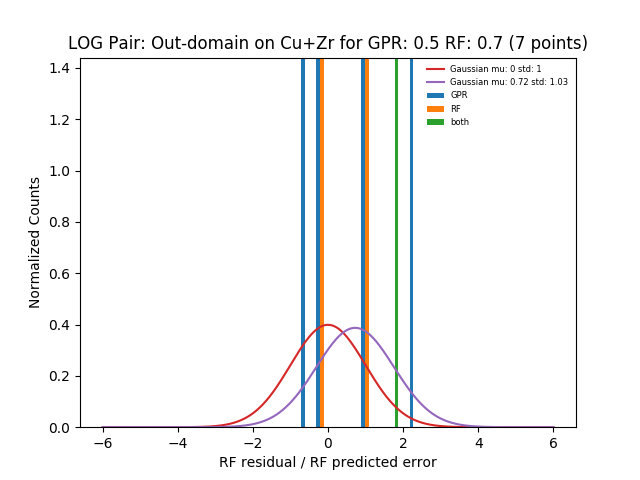 LOG Pair: Out-domain on Cu+Zr for GPR: 0.5 RF: 0.7 (7 points)
Gaussian mu: 0 std: 1
Gaussian mu: 0.72 std: 1.03
GPR
RF
both
Normalized Counts
1.4
1.2
1.0
0.8
0.6
0.4
0.2
0.0
−6
−4
−2
0
2
4
6
RF residual / RF predicted error